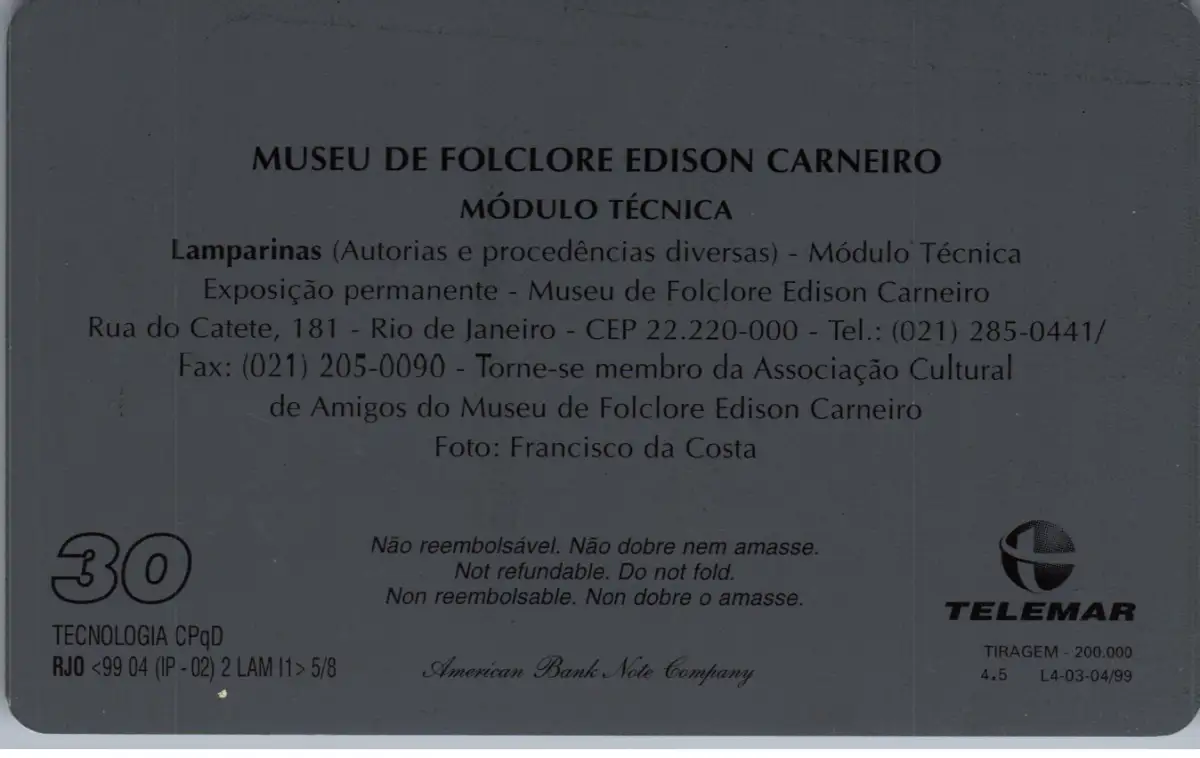 MUSEU DE FOLCLORE EDISON CARNEIRO
MÓDULO TÉCNICA
Lamparinas (Autorias e procedências diversas) - Módulo Técnica
Exposição permanente - Museu de Folclore Edison Carneiro
Rua do Catete, 181 - Rio de Janeiro - CEP 22.220-000 - Tel.: (021) 285-0441/
Fax: (021) 205-0090 - Torne-se membro da Associação Cultural
de Amigos do Museu de Folclore Edison Carneiro
Foto: Francisco da Costa
30
Não reembolsável. Não dobre nem amasse.
Not refundable. Do not fold.
Non reembolsable. Non dobre o amasse.
TELEMAR
TECNOLOGIA CPqD
RJO <99 04 (IP - 02) 2 LAM I1> 5/8
American Bank Note Company
TIRAGEM - 200.000
4.5 L4-03-04/99